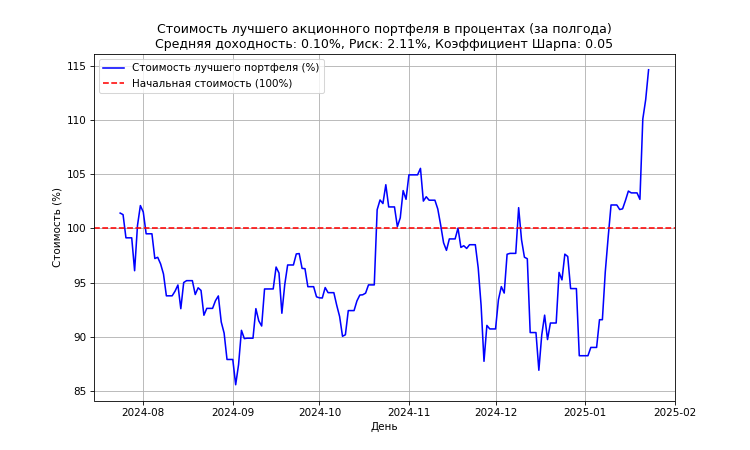 Стоимость лучшего акционного портфеля в процентах (за полгода)
Средняя доходность: 0.10%, Риск: 2.11%, Коэффициент Шарпа: 0.05
Стоимость лучшего портфеля (%)
Начальная стоимость (100%)
Стоимость (%)
115
110
105
100
95
90
85
2024-08
2024-09
2024-10
2024-11
2024-12
2025-01
2025-02
День